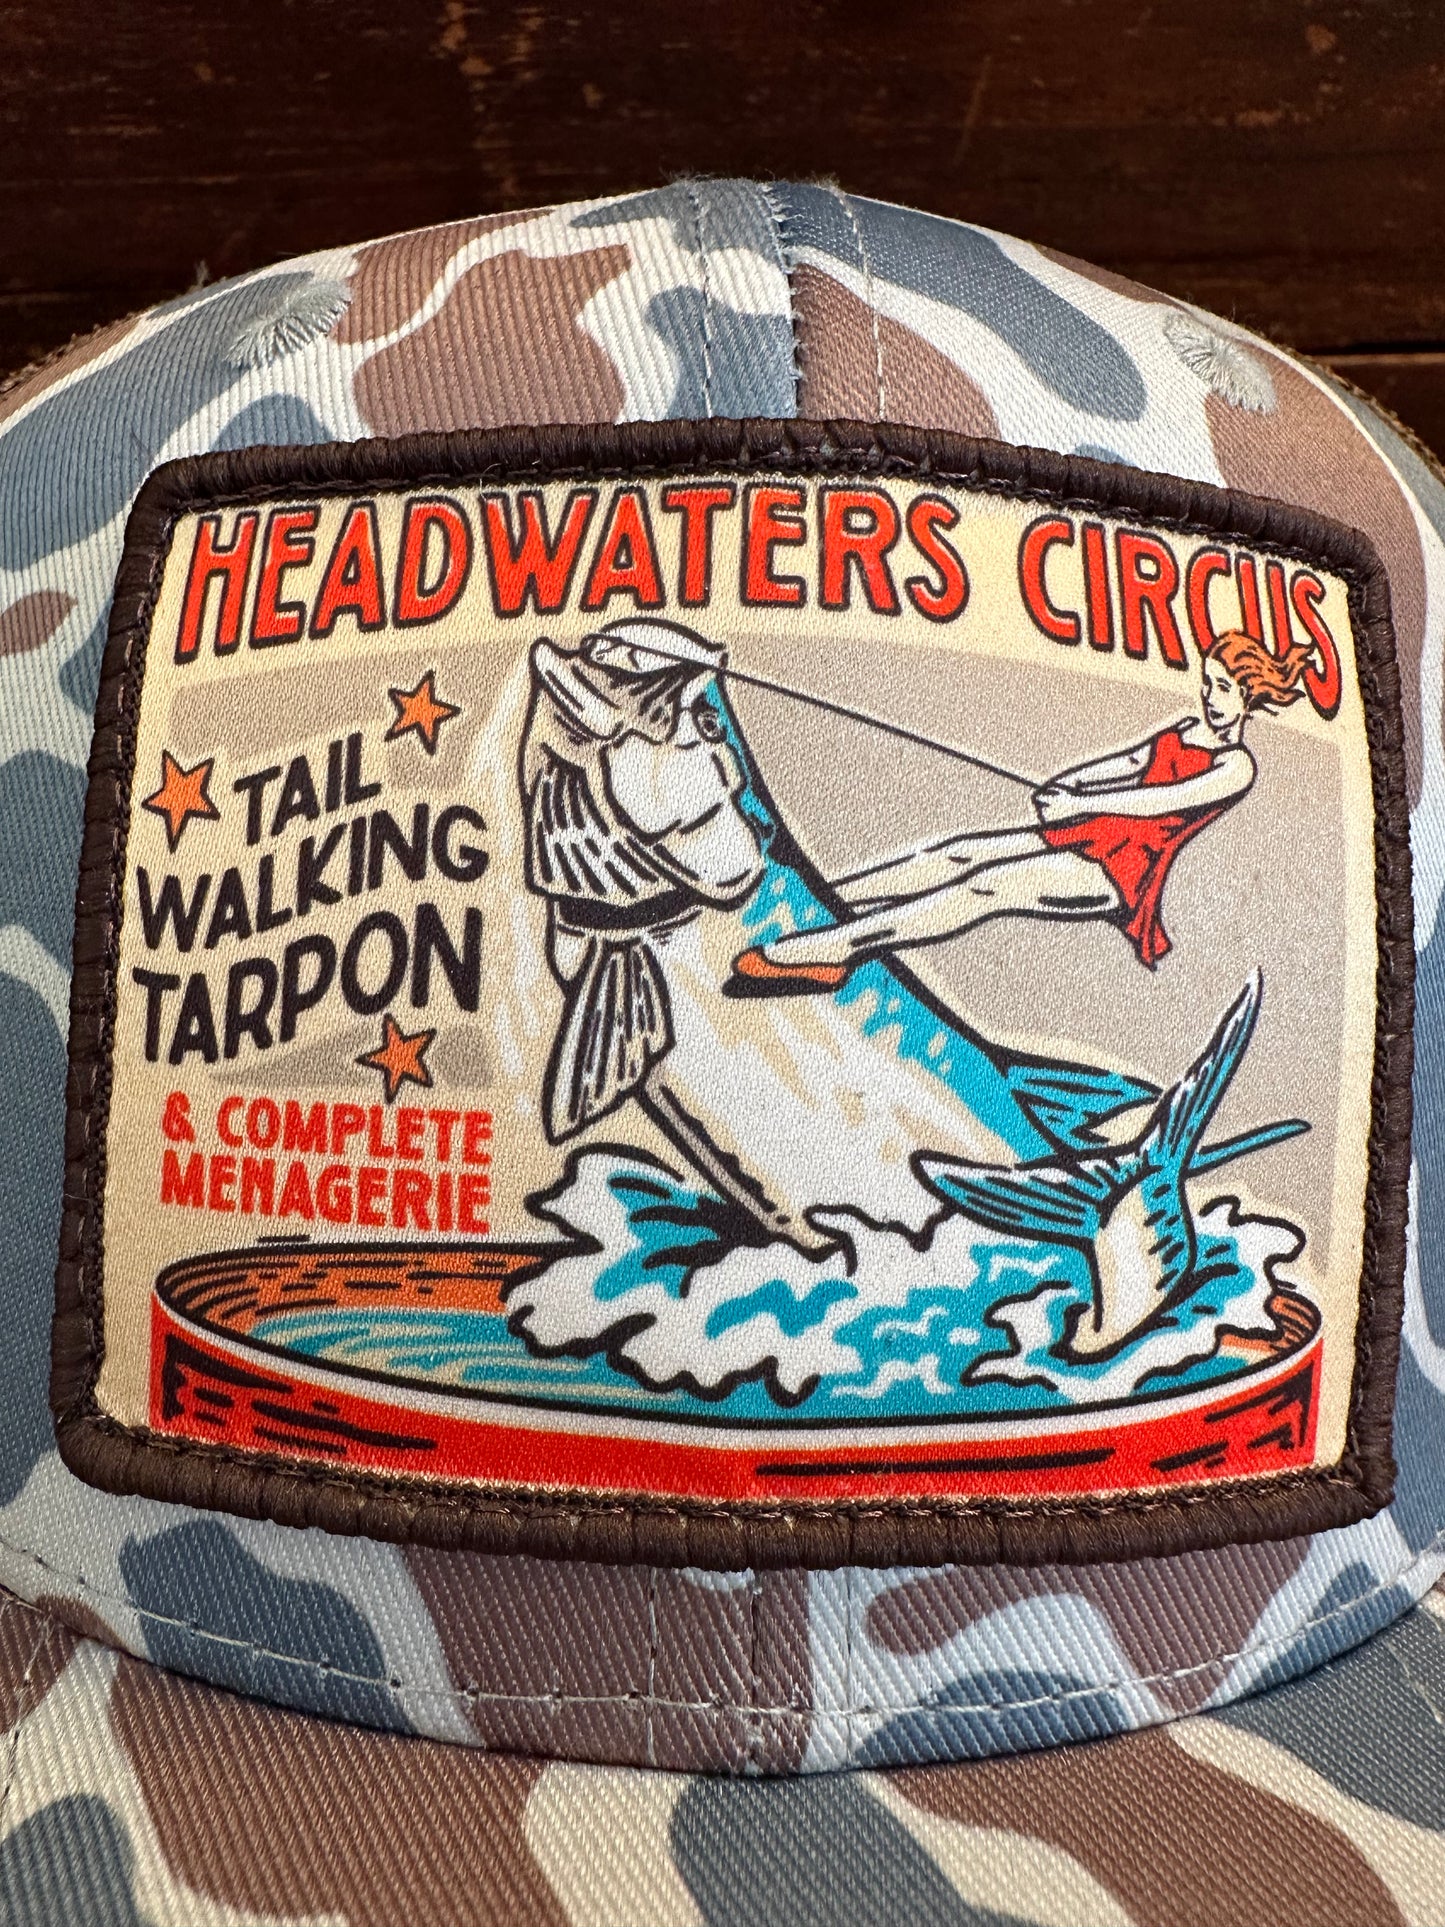 HEADWATERS CIRCUS
TAIL
WALKING
TARPON
& COMPLETE
MENAGERIE